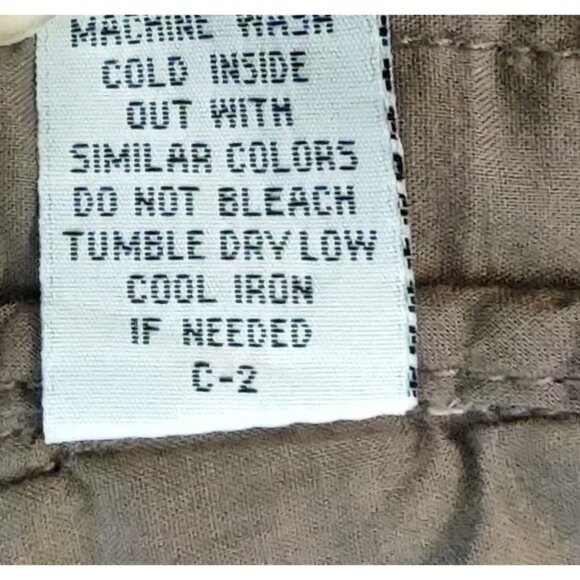 MACHINE WASH
COLD INSIDE
OUT WITH
SIMILAR COLORS
DO NOT BLEACH
TUMBLE DRY LOW
COOL IRON
IF NEEDED
C-2